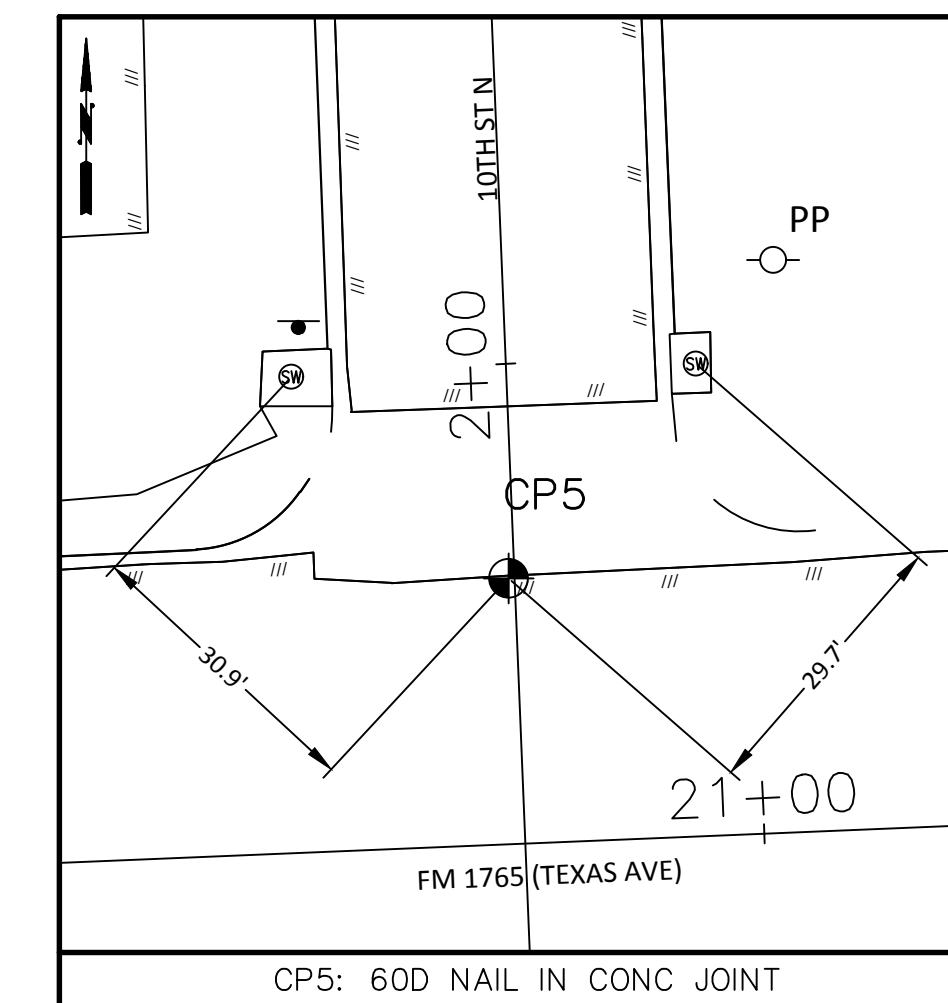 N
10TH ST N
PP
2+00
SW
SW
CP5
30.9'
29.7'
21+00
FM 1765 (TEXAS AVE)
CP5: 60D NAIL IN CONC JOINT